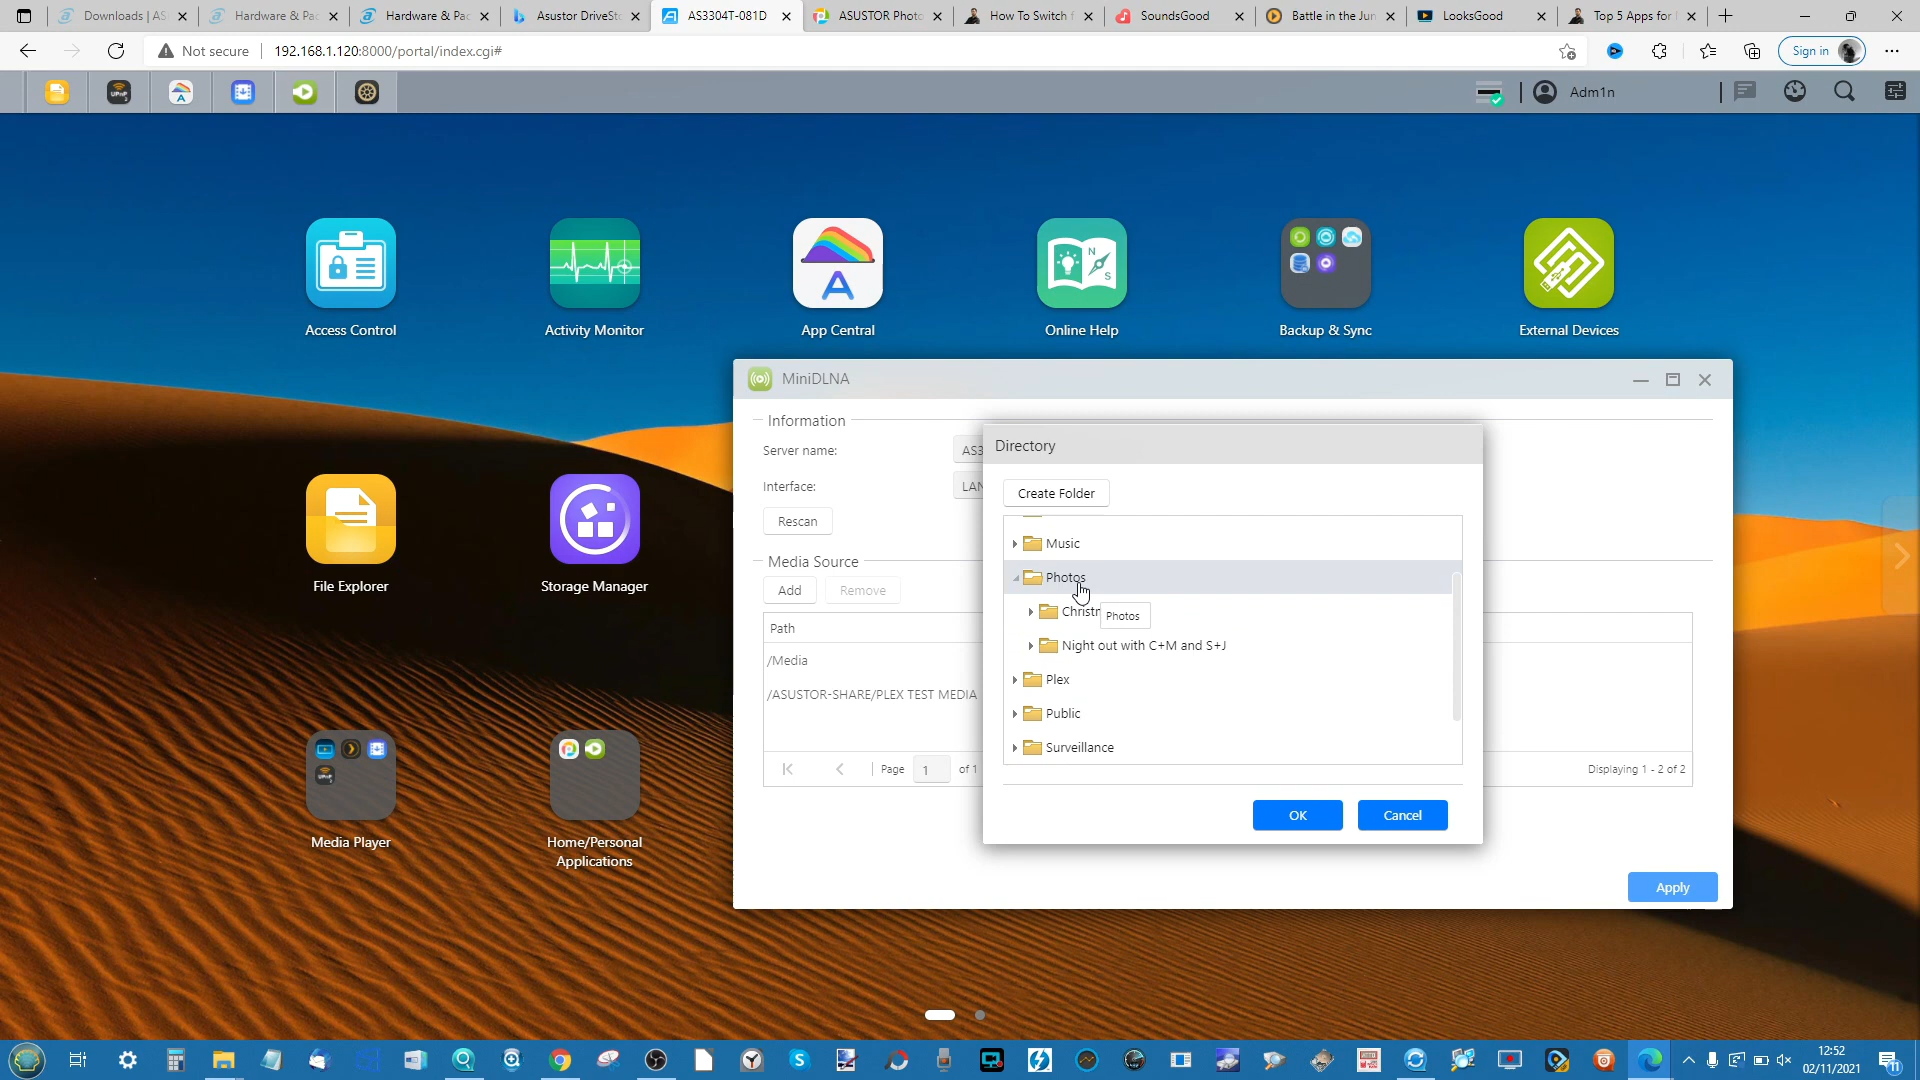 Downloads | AS
Hardware & Pac
Hardware & Pac
Asustor DriveSto
AS3304T-081D
ASUSTOR Photo
How To Switch f
SoundsGood
Battle in the Jun
LooksGood
Top 5 Apps for
Not secure
192.168.1.120:8000/portal/index.cgi#
Sign in
Adm1n
Access Control
Activity Monitor
App Central
Online Help
Backup & Sync
External Devices
MiniDLNA
Information
Server name:
AS3
Interface:
LAN
Rescan
Media Source
Add
Remove
Path
/Media
/ASUSTOR-SHARE/PLEX TEST MEDIA
Page
1
of 1
Displaying 1 - 2 of 2
Directory
Create Folder
Music
Photos
Christm
Photos
Night out with C+M and S+J
Plex
Public
Surveillance
OK
Cancel
Apply
File Explorer
Storage Manager
Media Player
Home/Personal
Applications
12:52
02/11/2021
11